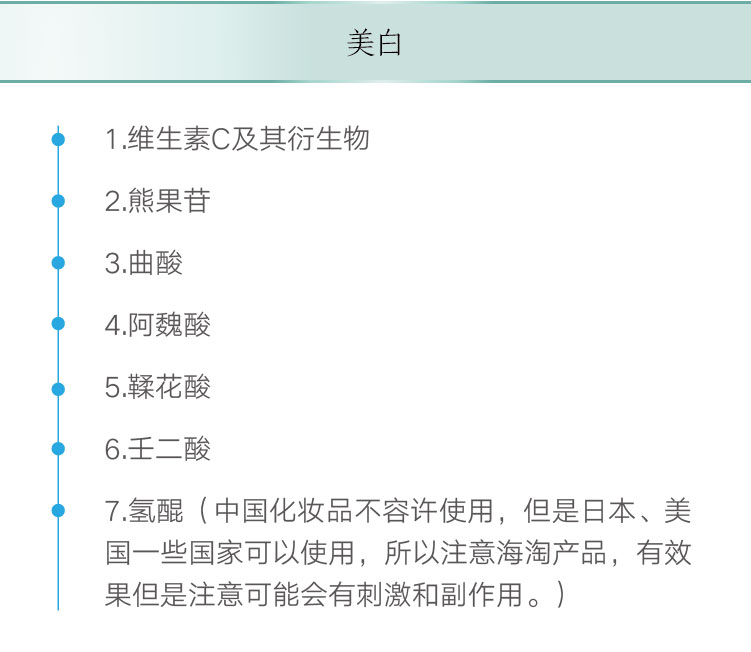 美白
1.维生素C及其衍生物
2.熊果苷
3.曲酸
4.阿魏酸
5.鞣花酸
6.壬二酸
7.氢醌（中国化妆品不容许使用，但是日本、美
国一些国家可以使用，所以注意海淘产品，有效
果但是注意可能会有刺激和副作用。）